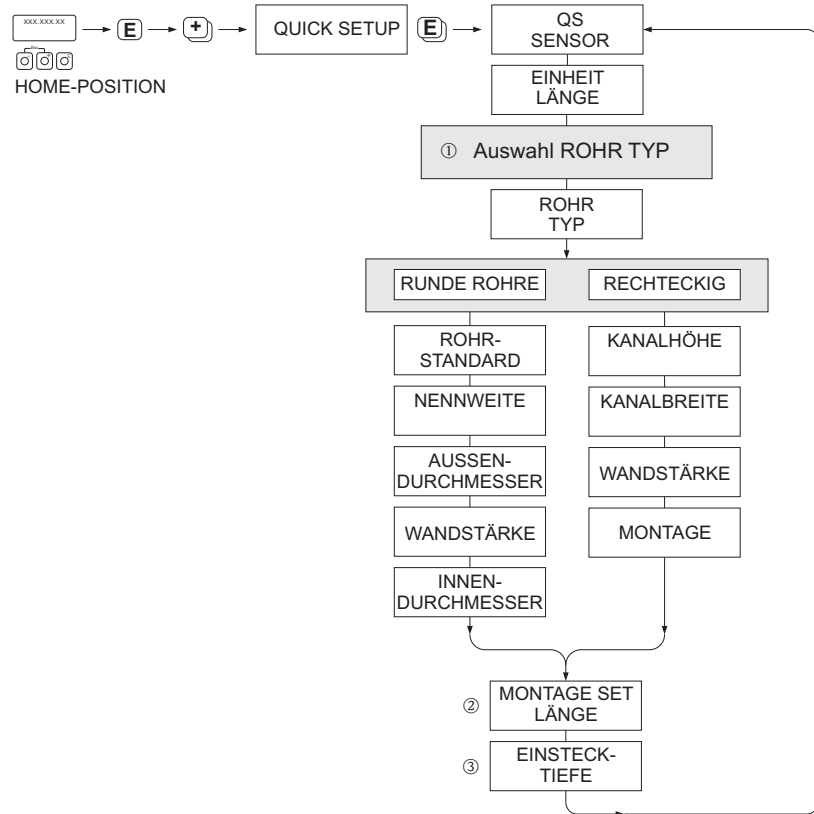 xxx.xxx.xx
Esc
E
+
QUICK SETUP
E
QS
SENSOR
HOME-POSITION
EINHEIT
LÄNGE
① Auswahl ROHR TYP
ROHR
TYP
RUNDE ROHRE
RECHTECKIG
ROHR-
STANDARD
KANALHÖHE
NENNWEITE
KANALBREITE
AUSSEN-
DURCHMESSER
WANDSTÄRKE
WANDSTÄRKE
MONTAGE
INNEN-
DURCHMESSER
② MONTAGE SET
LÄNGE
③ EINSTECK-
TIEFE